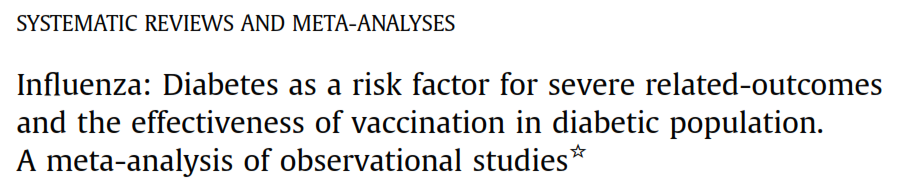 SYSTEMATIC REVIEWS AND META-ANALYSES
Influenza: Diabetes as a risk factor for severe related-outcomes
and the effectiveness of vaccination in diabetic population.
A meta-analysis of observational studies☆